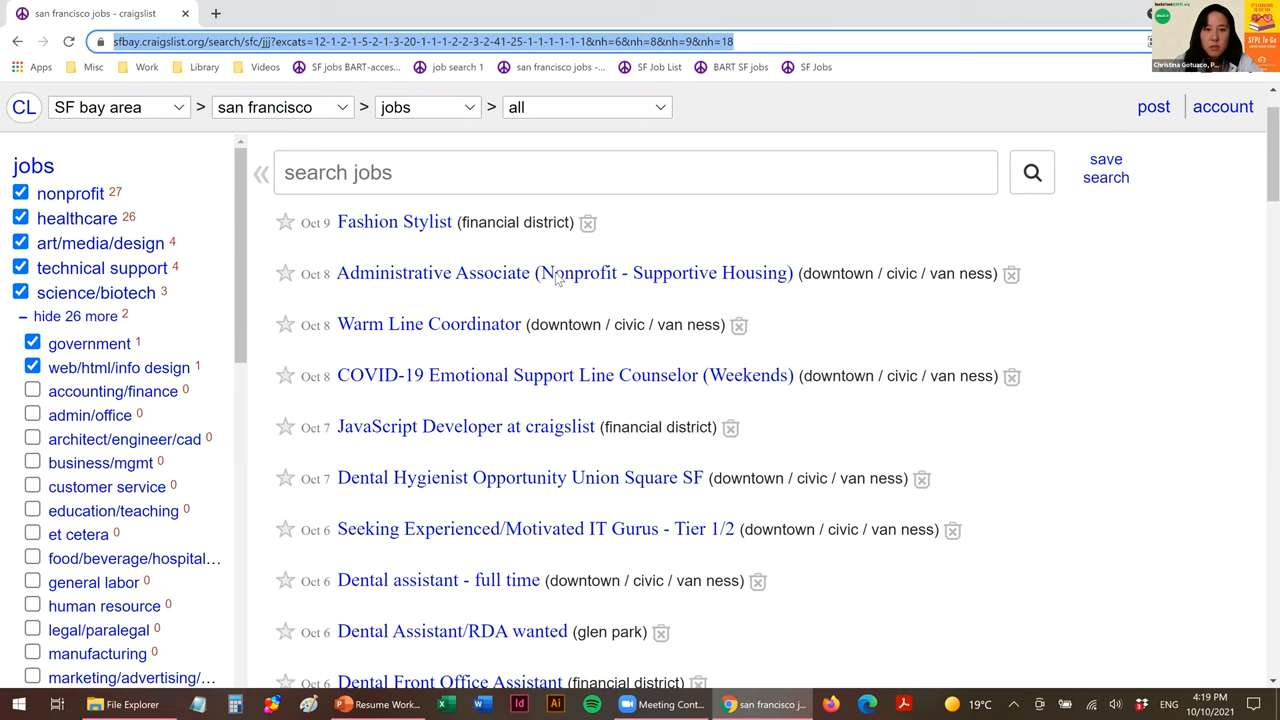 san francisco jobs - craigslist
sfbay.craigslist.org/search/sfc/jjj?excats=12-1-2-1-5-2-1-3-20-1-1-1-2-2-3-2-41-25-1-1-1-1-1-1&nh=6&nh=8&nh=9&nh=18
Apps Misc Work Library Videos SF jobs BART-acces... job search 1 san francisco jobs -... SF Job List BART SF jobs SF Jobs
Christina Gotuaco, P...
SFPL To Go
CL SF bay area > san francisco > jobs > all post account
jobs
nonprofit 27
healthcare 26
art/media/design 4
technical support 4
science/biotech 3
– hide 26 more 2
government 1
web/html/info design 1
accounting/finance 0
admin/office 0
architect/engineer/cad 0
business/mgmt 0
customer service 0
education/teaching 0
et cetera 0
food/beverage/hospital... 0
general labor 0
human resource 0
legal/paralegal 0
manufacturing 0
marketing/advertising/... 0
« search jobs
save search
Oct 9 Fashion Stylist (financial district)
Oct 8 Administrative Associate (Nonprofit - Supportive Housing) (downtown / civic / van ness)
Oct 8 Warm Line Coordinator (downtown / civic / van ness)
Oct 8 COVID-19 Emotional Support Line Counselor (Weekends) (downtown / civic / van ness)
Oct 7 JavaScript Developer at craigslist (financial district)
Oct 7 Dental Hygienist Opportunity Union Square SF (downtown / civic / van ness)
Oct 6 Seeking Experienced/Motivated IT Gurus - Tier 1/2 (downtown / civic / van ness)
Oct 6 Dental assistant - full time (downtown / civic / van ness)
Oct 6 Dental Assistant/RDA wanted (glen park)
Dental Front Office Assistant (financial district)
File Explorer Resume Work... Meeting Cont... san francisco j... 19°C
4:19 PM
10/10/2021